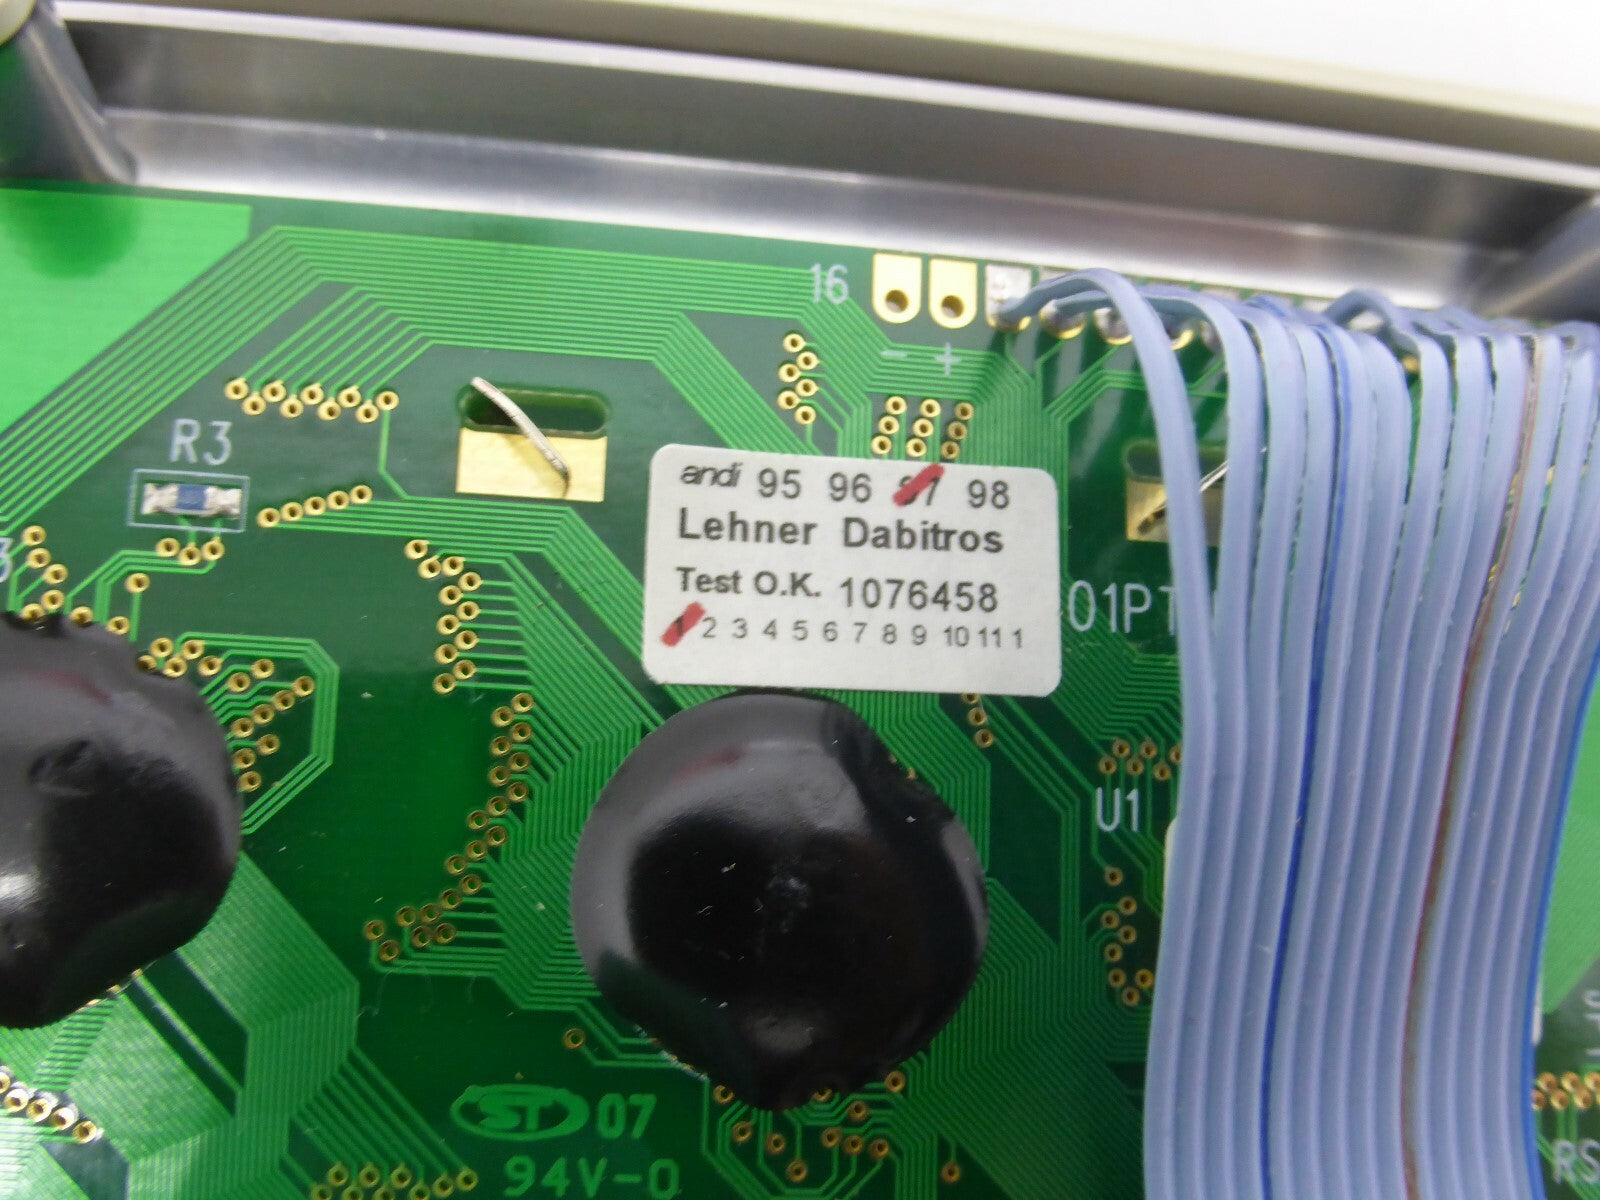 16
- +
R3
andi 95 96 97 98
Lehner Dabitros
Test O.K. 1076458
1 2 3 4 5 6 7 8 9 10 11 1
01PT
U1
ST 07
94V-0
RS